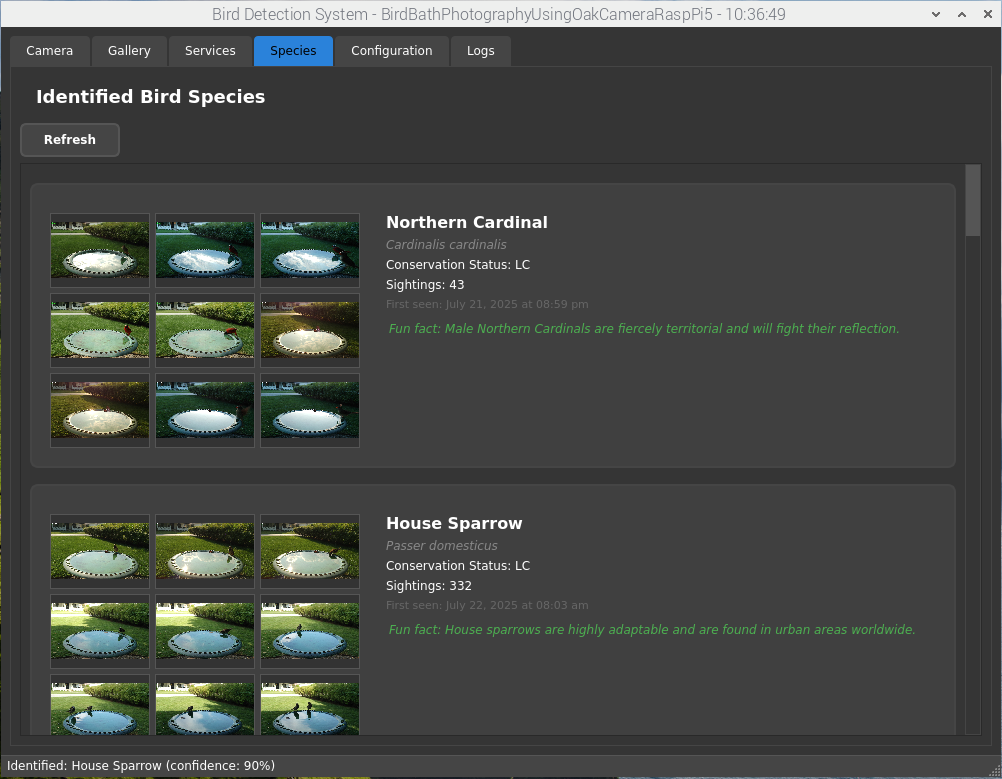 Bird Detection System - BirdBathPhotographyUsingOakCameraRaspPi5 - 10:36:49
Camera Gallery Services Species Configuration Logs
Identified Bird Species
Refresh
Northern Cardinal
Cardinalis cardinalis
Conservation Status: LC
Sightings: 43
First seen: July 21, 2025 at 08:59 pm
Fun fact: Male Northern Cardinals are fiercely territorial and will fight their reflection.
House Sparrow
Passer domesticus
Conservation Status: LC
Sightings: 332
First seen: July 22, 2025 at 08:03 am
Fun fact: House sparrows are highly adaptable and are found in urban areas worldwide.
Identified: House Sparrow (confidence: 90%)